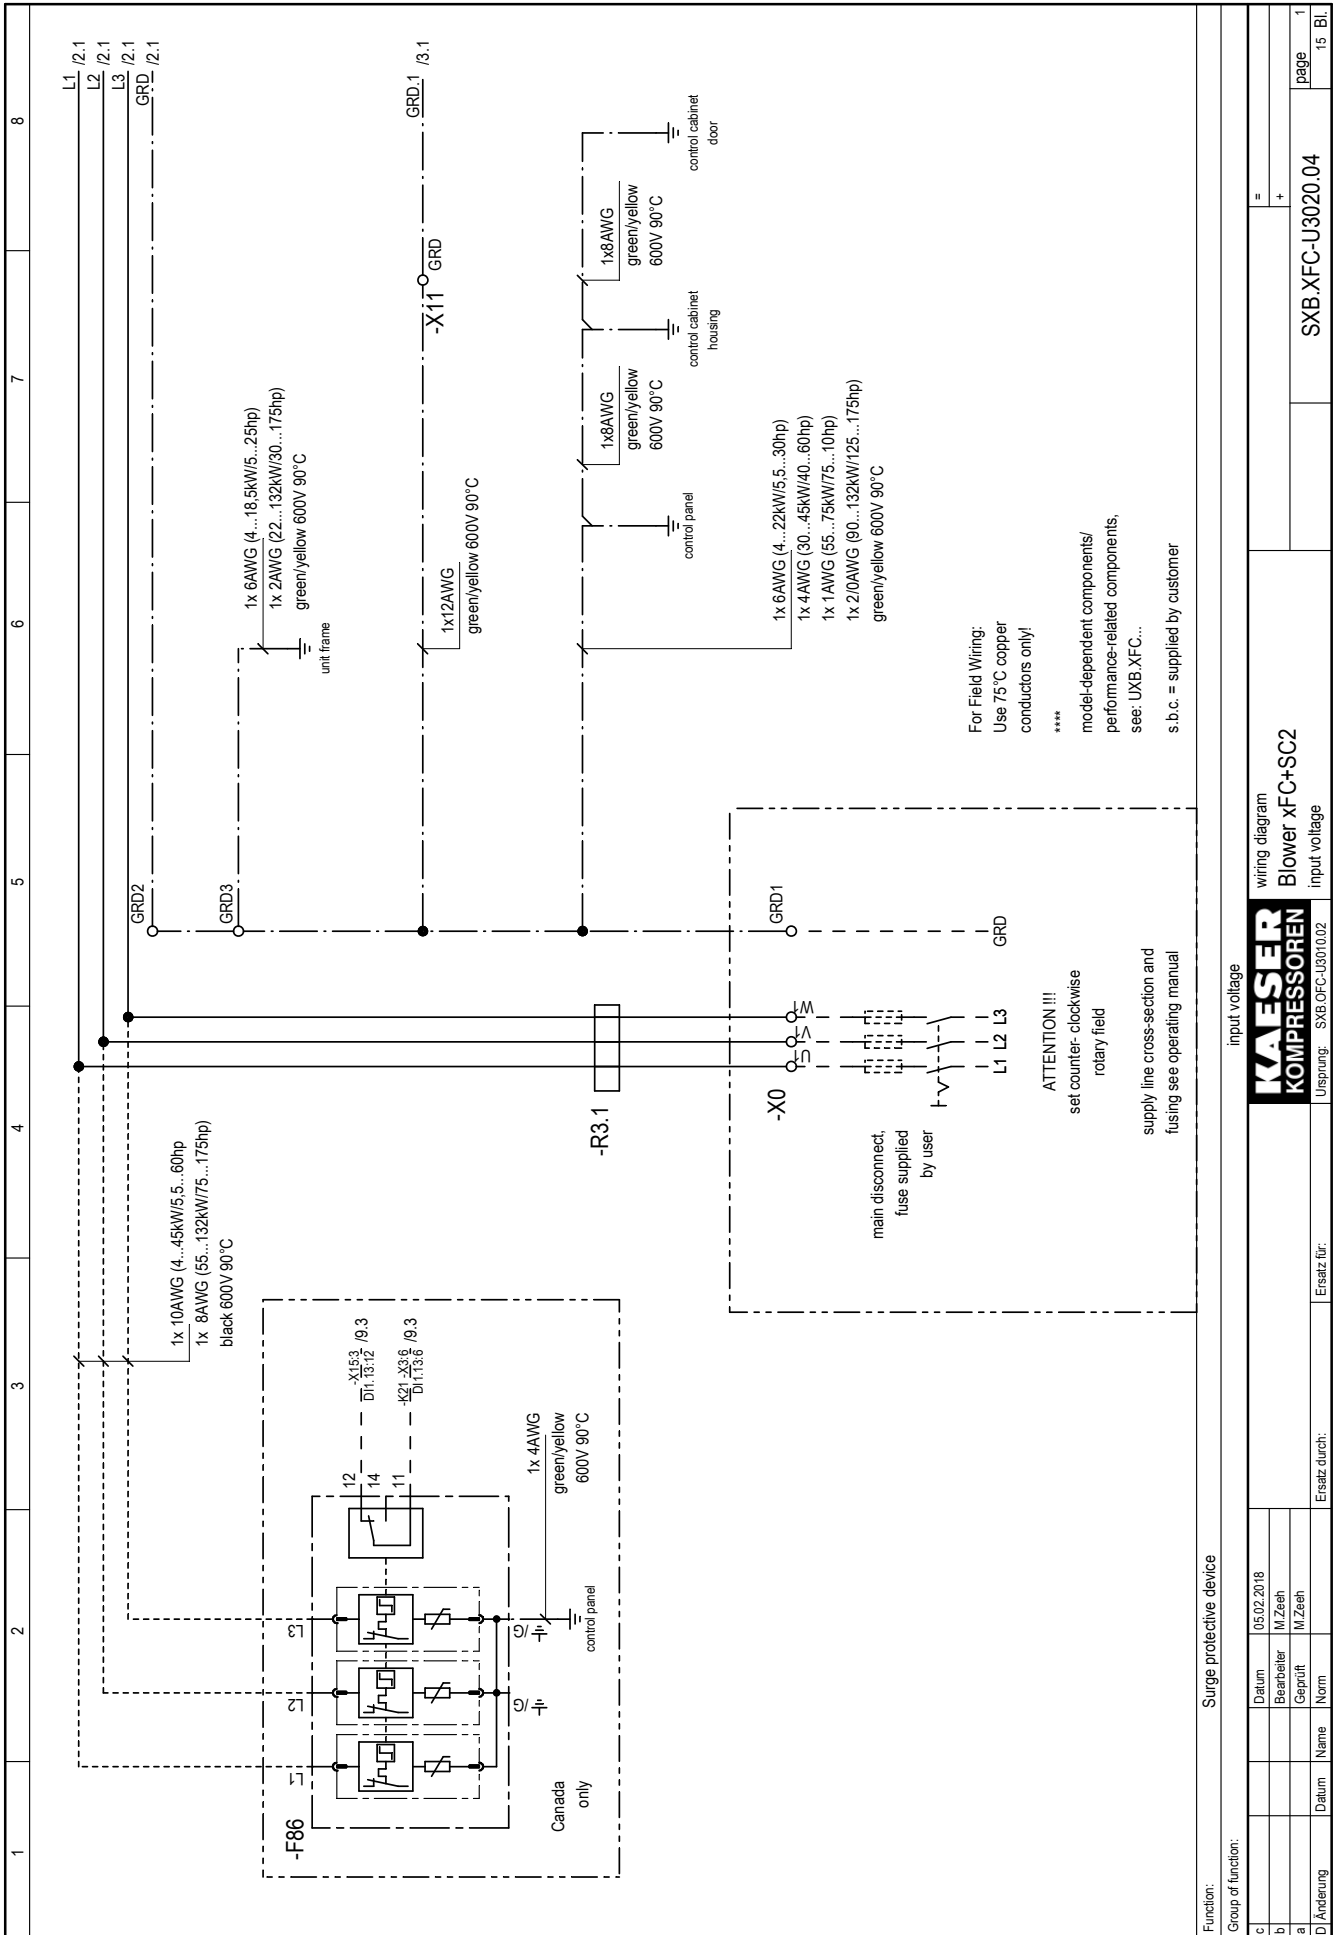 1
2
3
4
5
6
7
8
L1 /2.1
L2 /2.1
L3 /2.1
GRD /2.1
GRD.1 /3.1
1x 10AWG (4...45kW/5,5...60hp
1x 8AWG (55...132kW/75...175hp)
black 600V 90°C
-F86
L1
L2
L3
G/
G/
12
14
11
-X15:3 /9.3
DI1.13:12
-K21 -X3:6 /9.3
DI1.13:6
1x 4AWG
green/yellow
600V 90°C
control panel
Canada
only
GRD2
GRD3
1x 6AWG (4...18,5kW/5...25hp)
1x 2AWG (22...132kW/30...175hp)
green/yellow 600V 90°C
unit frame
1x12AWG
green/yellow 600V 90°C
-X11
GRD
control panel
1x8AWG
green/yellow
600V 90°C
control cabinet
housing
1x8AWG
green/yellow
600V 90°C
control cabinet
door
1x 6AWG (4...22kW/5,5...30hp)
1x 4AWG (30...45kW/40...60hp)
1x 1AWG (55...75kW/75...10hp)
1x 2/0AWG (90...132kW/125...175hp)
green/yellow 600V 90°C
-R3.1
-X0
U1
V1
W1
GRD1
main disconnect,
fuse supplied
by user
L1
L2
L3
GRD
ATTENTION !!!
set counter- clockwise
rotary field
supply line cross-section and
fusing see operating manual
For Field Wiring:
Use 75°C copper
conductors only!
****
model-dependent components/
performance-related components,
see: UXB.XFC...
s.b.c. = supplied by customer
Function:
Surge protective device
Group of function:
input voltage
c
b
a
D
Änderung
Datum
Name
Datum
05.02.2018
Bearbeiter
M.Zeeh
Geprüft
M.Zeeh
Norm
Ersatz durch:
Ersatz für:
KAESER
KOMPRESSOREN
Ursprung: SXB.OFC-U3010.02
wiring diagram
Blower xFC+SC2
input voltage
=
+
SXB.XFC-U3020.04
page 1
15 Bl.